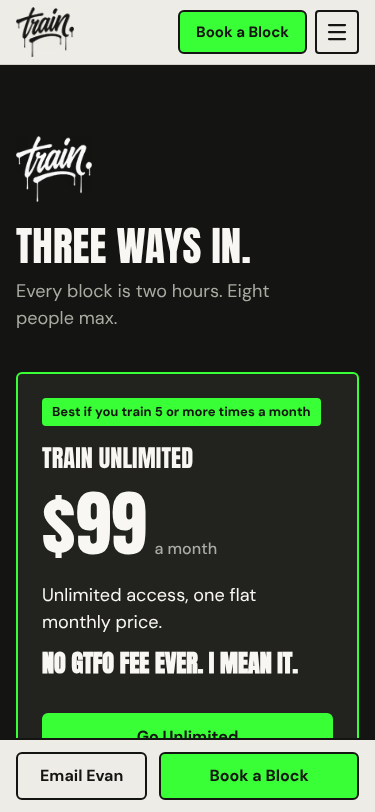 train.
Book a Block
train.
THREE WAYS IN.
Every block is two hours. Eight
people max.
Best if you train 5 or more times a month
TRAIN UNLIMITED
$99 a month
Unlimited access, one flat
monthly price.
NO GTFO FEE EVER. I MEAN IT.
Go Unlimited
Email Evan
Book a Block